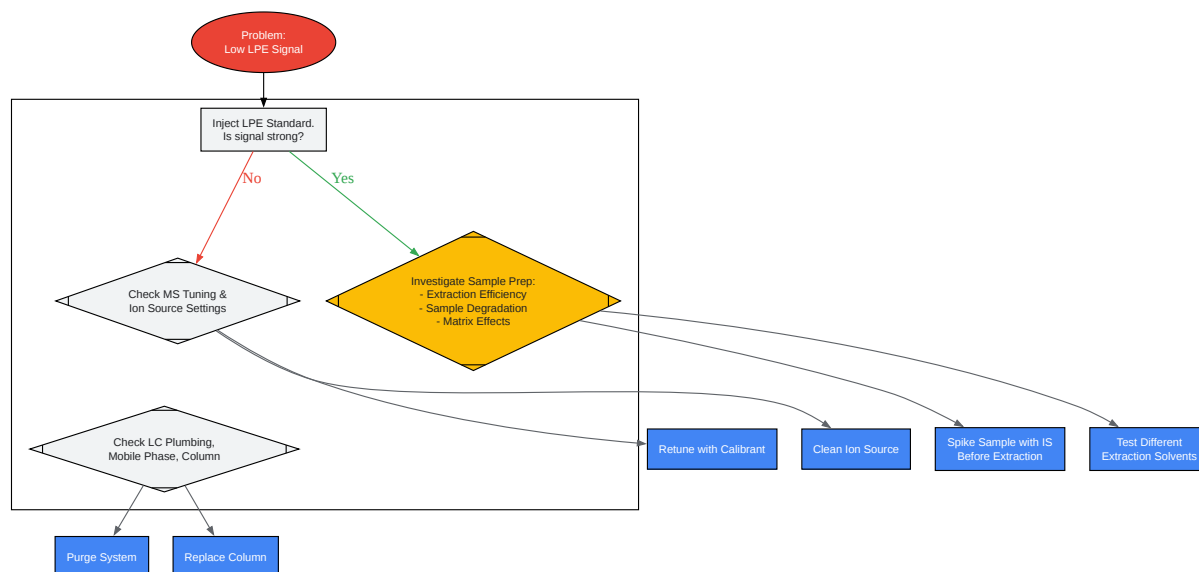 Problem:
Low LPE Signal
Inject LPE Standard.
Is signal strong?
No
Yes
Check MS Tuning &
Ion Source Settings
Investigate Sample Prep:
- Extraction Efficiency
- Sample Degradation
- Matrix Effects
Check LC Plumbing,
Mobile Phase, Column
Retune with Calibrant
Clean Ion Source
Spike Sample with IS
Before Extraction
Test Different
Extraction Solvents
Purge System
Replace Column